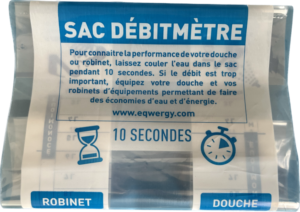 SAC DÉBITMÈTRE
Pour connaitre la performance de votre douche
ou robinet, laissez couler l'eau dans le sac
pendant 10 secondes. Si le débit est trop
important, équipez votre douche et vos
robinets d'équipements permettant de faire
des économies d'eau et d'énergie.
www.eqwergy.com
10 SECONDES
ROBINET DOUCHE